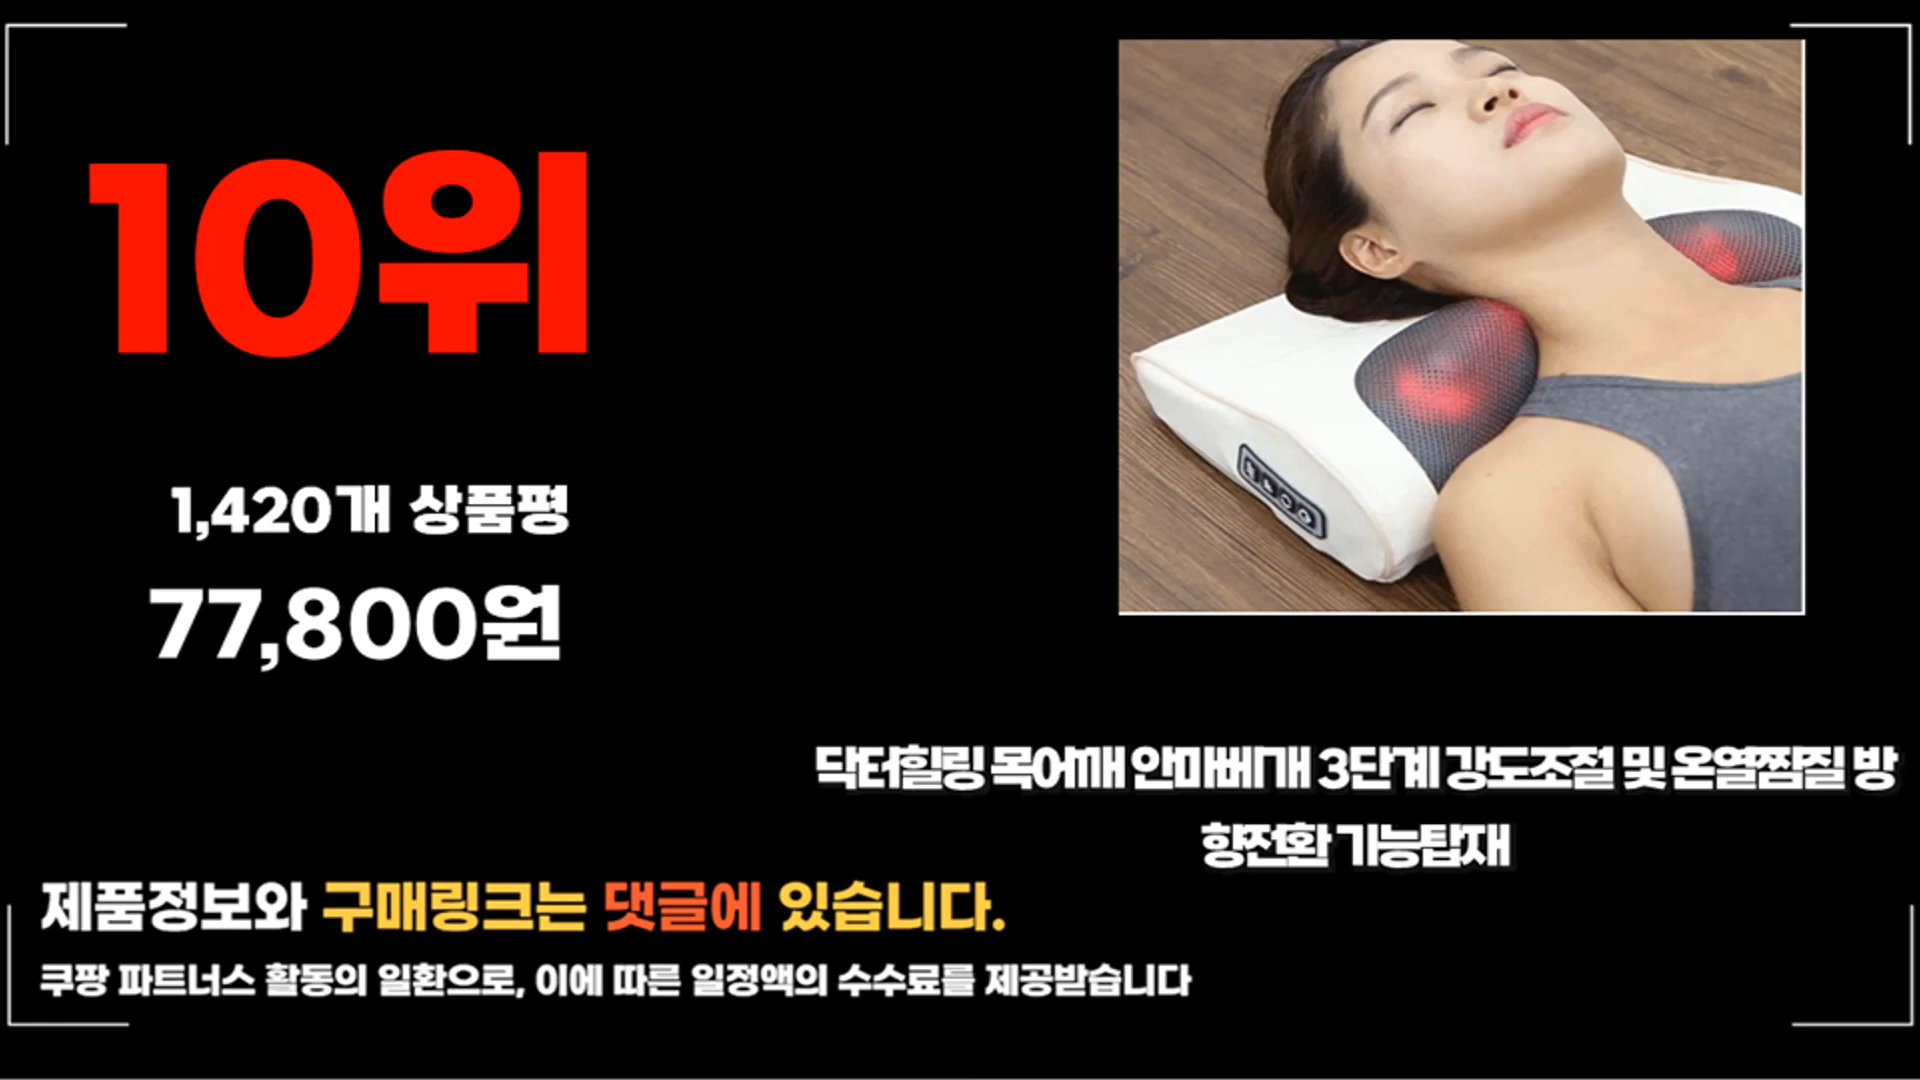 10위
1,420개 상품평
77,800원
닥터힐링 목어깨 안마베개 3단계 강도조절 및 온열찜질 방
향전환 기능탑재
제품정보와 구매링크는 댓글에 있습니다.
쿠팡 파트너스 활동의 일환으로, 이에 따른 일정액의 수수료를 제공받습니다